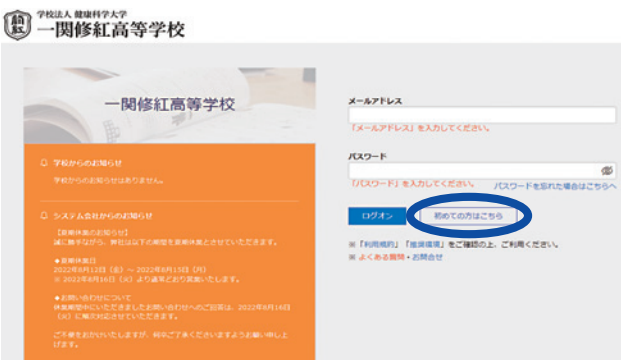 学校法人 健康科学大学
一関修紅高等学校
一関修紅高等学校
学校からのお知らせ
学校からのお知らせはありません。
システム会社からのお知らせ
【夏期休業のお知らせ】
誠に勝手ながら、弊社は以下の期間を夏期休業とさせていただきます。
◆夏期休業日
2022年8月12日（金）～ 2022年8月15日（月）
※ 2022年8月16日（火）より通常どおり営業いたします。
◆お問い合わせについて
休業期間中にいただきましたお問い合わせへのご回答は、2022年8月16日
（火）に順次対応させていただきます。
ご不便をおかけいたしますが、何卒ご了承くださいますようお願い申し上
げます。
メールアドレス
「メールアドレス」を入力してください。
パスワード
「パスワード」を入力してください。
パスワードを忘れた場合はこちらへ
ログオン
初めての方はこちら
※「利用規約」「推奨環境」をご確認の上、ご利用ください。
※ よくある質問・お問合せ